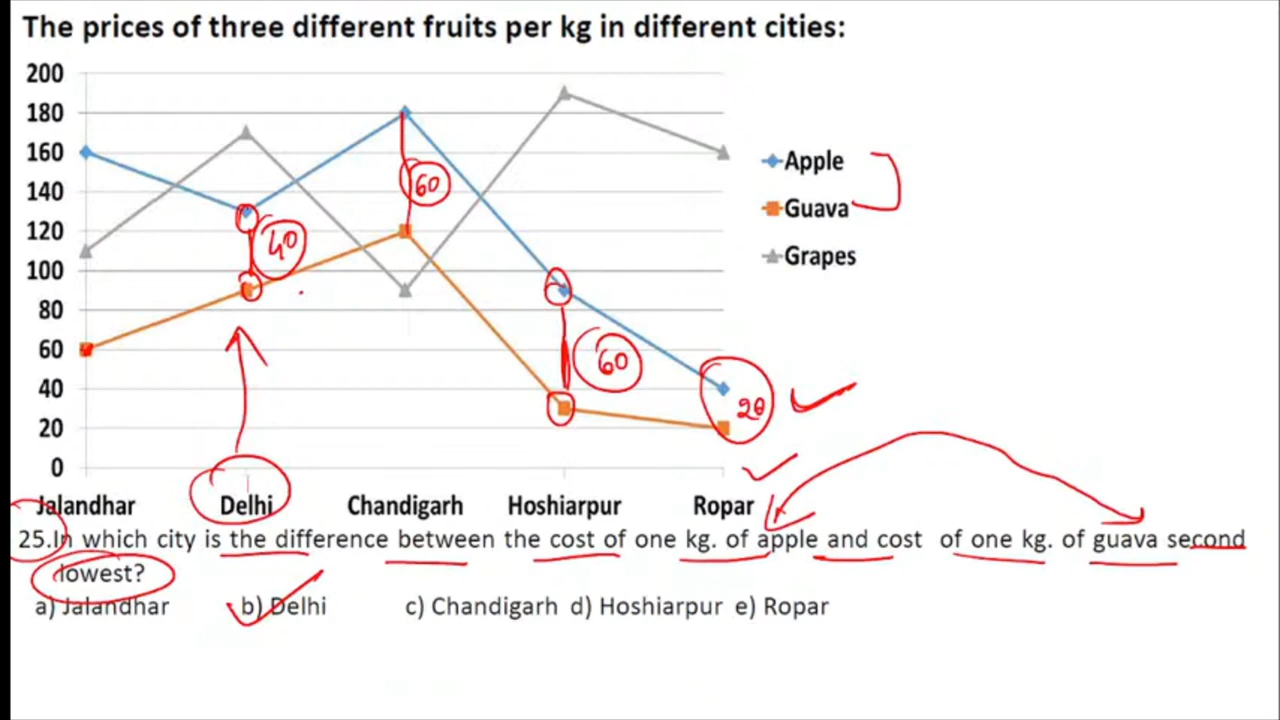 The prices of three different fruits per kg in different cities:
200
180
160
140
120
100
80
60
40
20
0
60
40
60
20
Apple
Guava
Grapes
Jalandhar Delhi Chandigarh Hoshiarpur Ropar
25.In which city is the difference between the cost of one kg. of apple and cost of one kg. of guava second
lowest?
a) Jalandhar b) Delhi c) Chandigarh d) Hoshiarpur e) Ropar